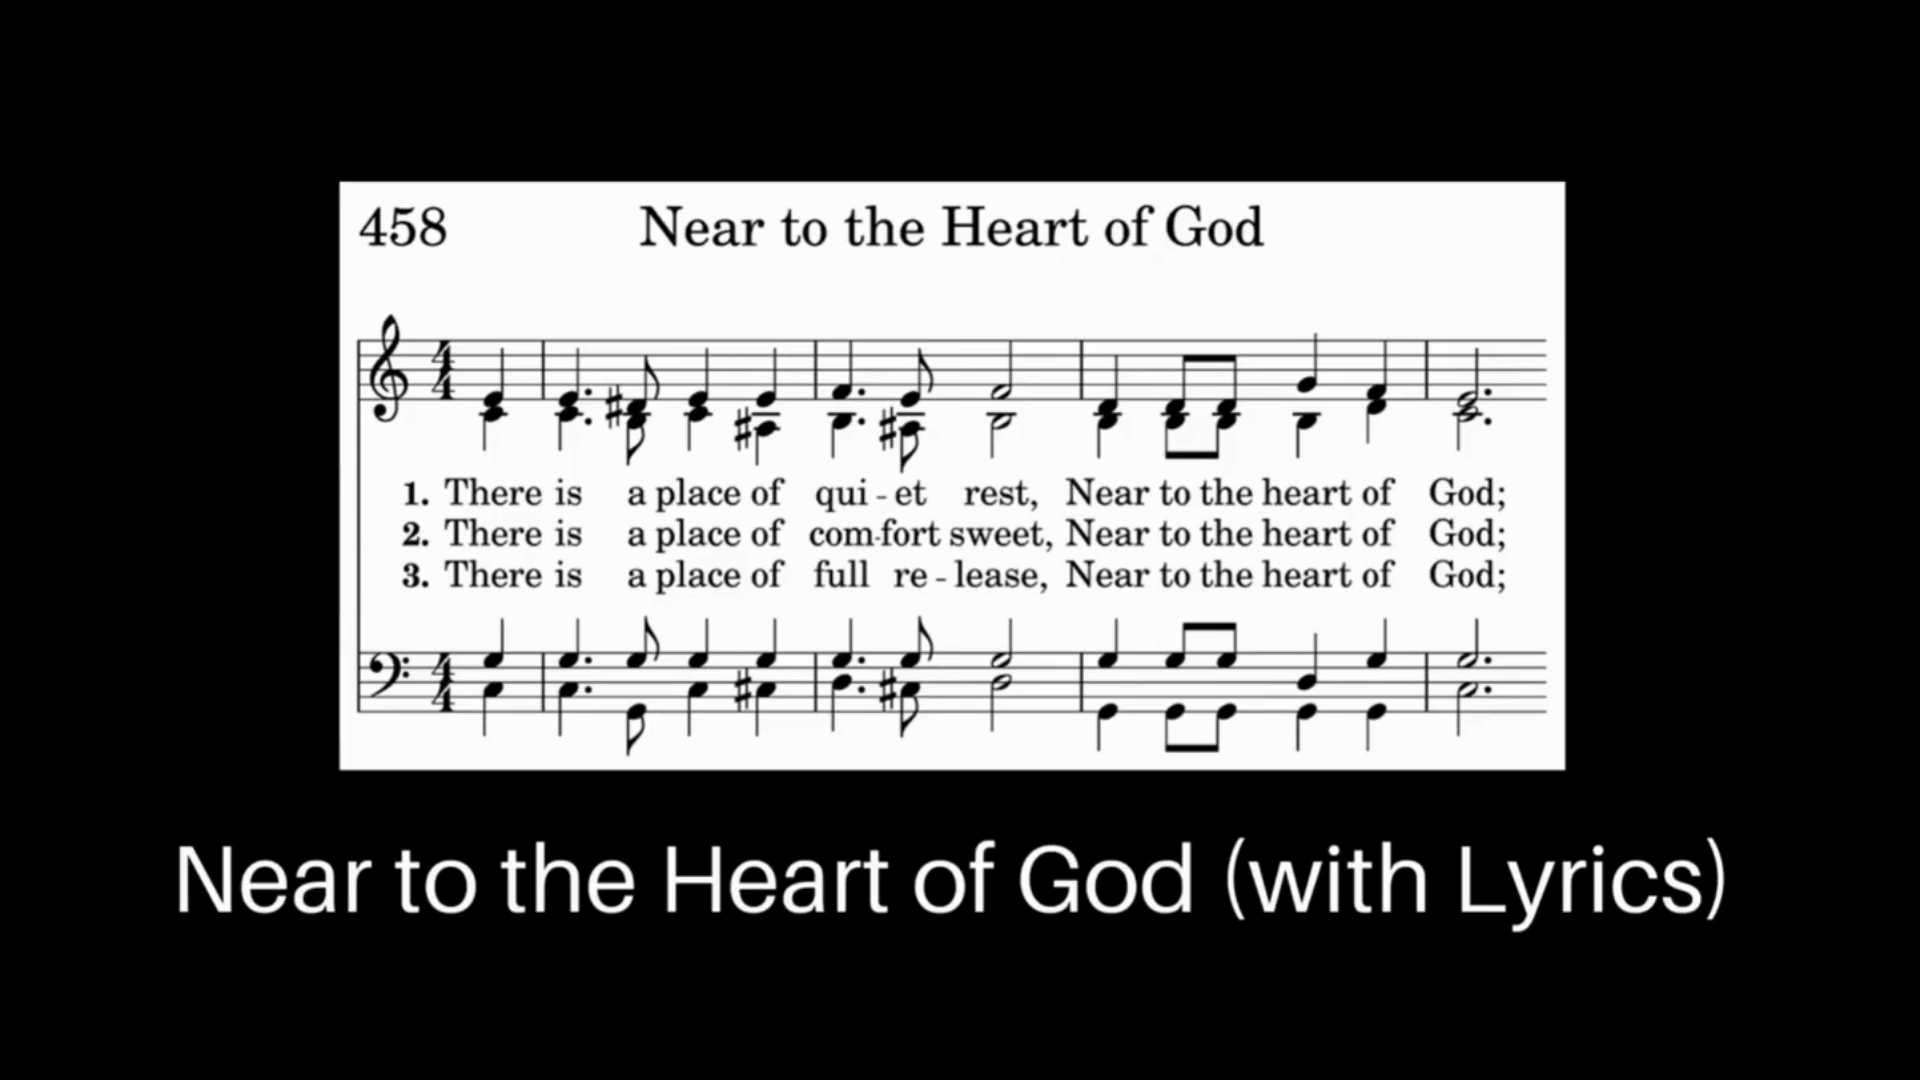 458 Near to the Heart of God
1. There is a place of qui - et rest, Near to the heart of God;
2. There is a place of com-fort sweet, Near to the heart of God;
3. There is a place of full re - lease, Near to the heart of God;
Near to the Heart of God (with Lyrics)